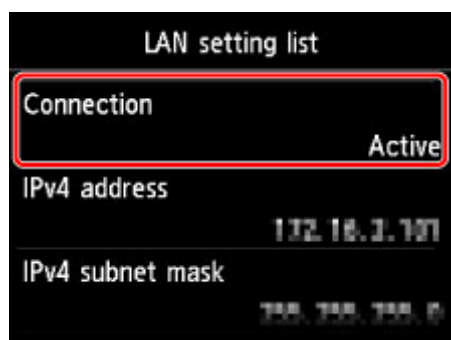 LAN setting list
Connection
Active
IPv4 address
IPv4 subnet mask